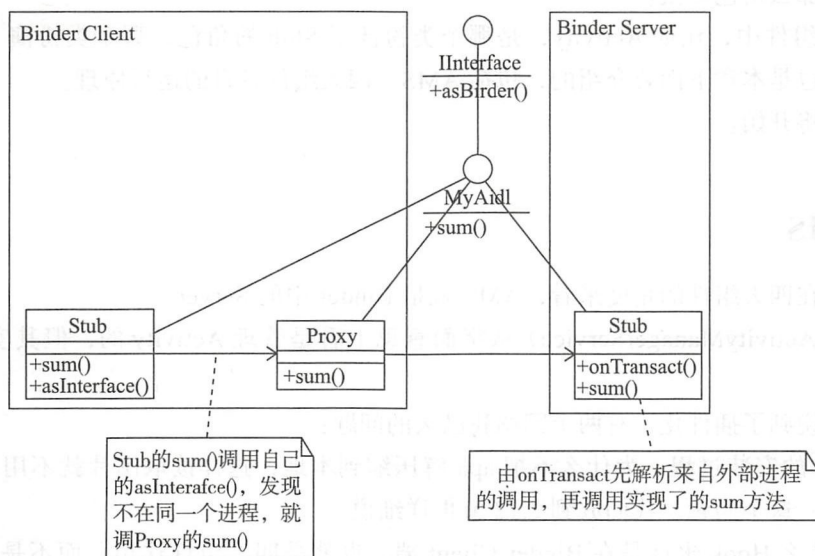 Binder Client
Binder Server
IInterface
+asBirder()
MyAidl
+sum()
Stub
+sum()
+asInterface()
Proxy
+sum()
Stub
+onTransact()
+sum()
Stub的sum()调用自己
的asInterafce()，发现
不在同一个进程，就
调Proxy的sum()
由onTransact先解析来自外部进程
的调用，再调用实现了的sum方法